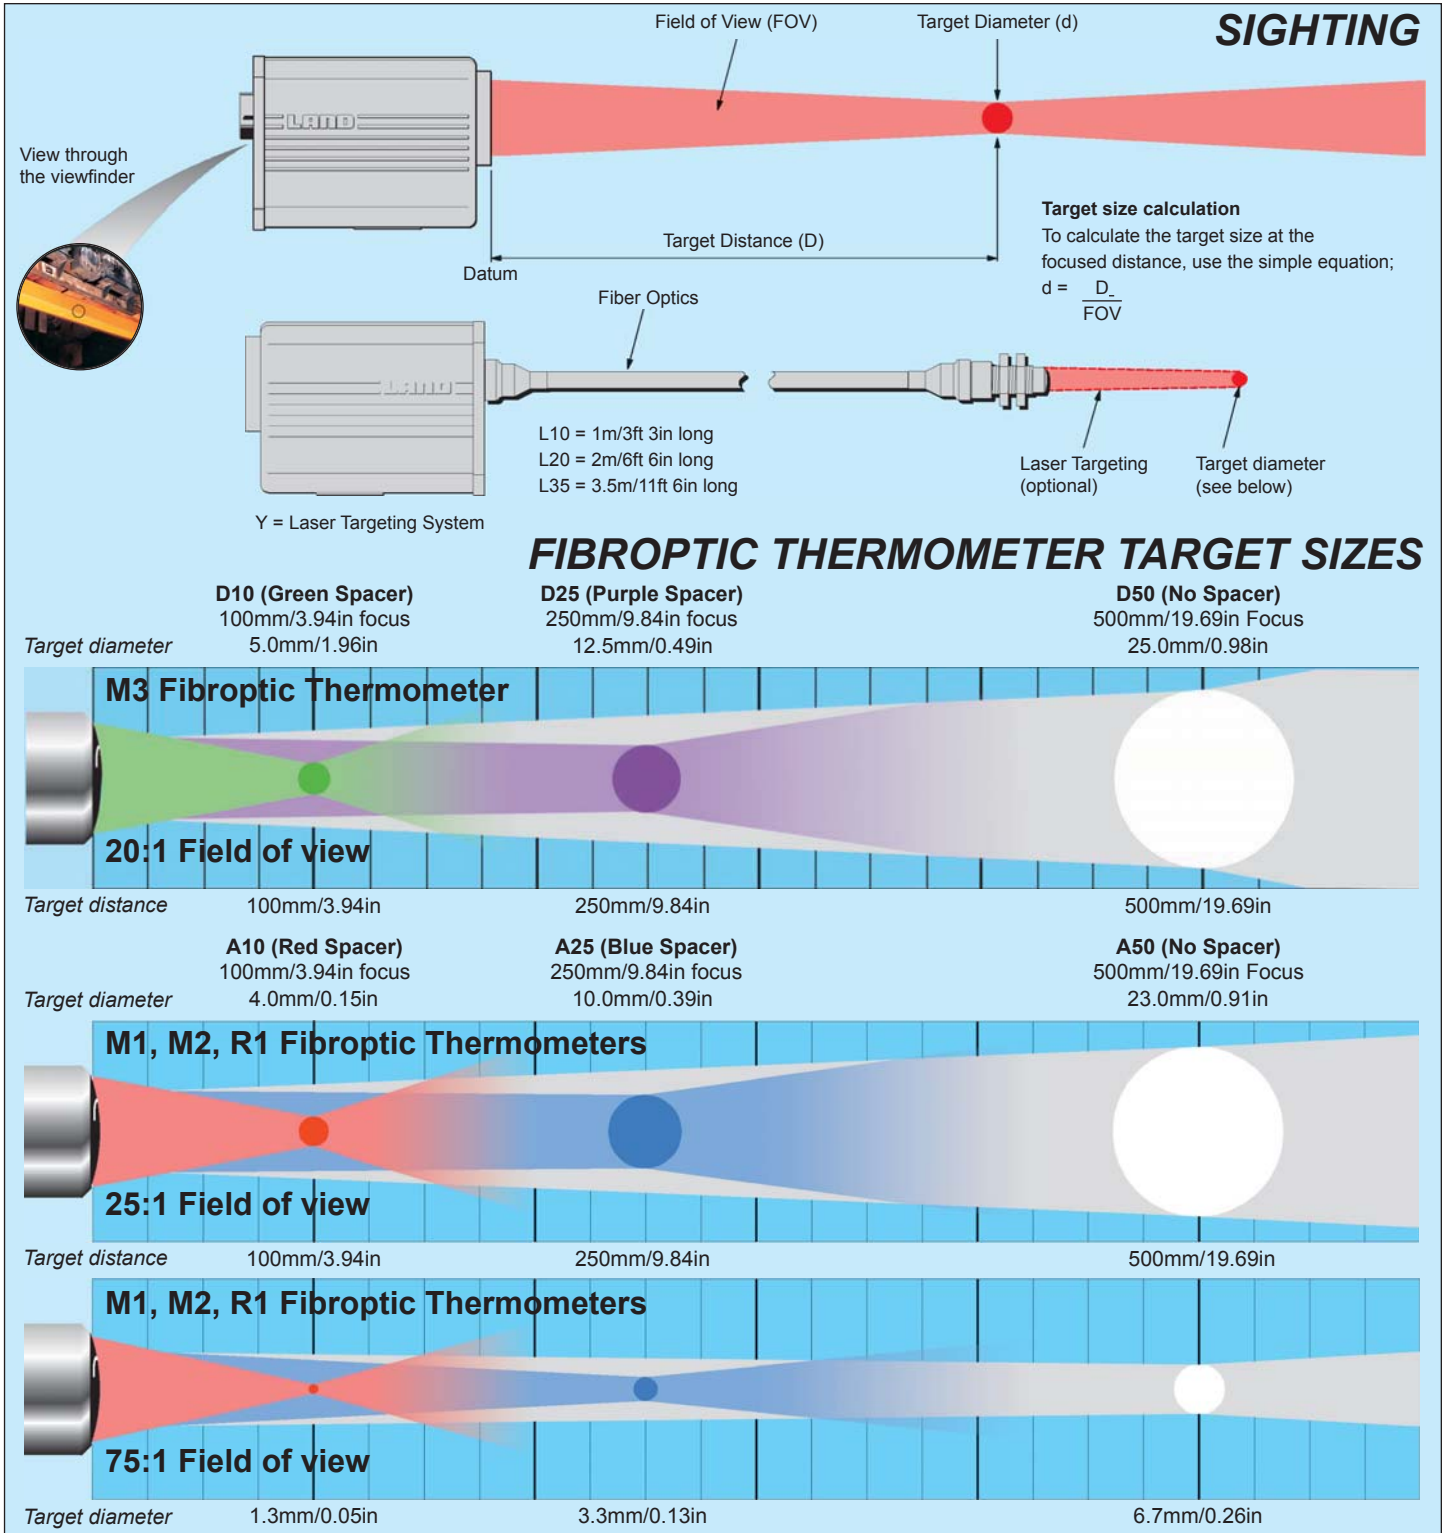 SIGHTING
Field of View (FOV)
Target Diameter (d)
LAND
View through
the viewfinder
Target Distance (D)
Datum
Target size calculation
To calculate the target size at the
focused distance, use the simple equation;
d = D_
FOV
Fiber Optics
LAND
L10 = 1m/3ft 3in long
L20 = 2m/6ft 6in long
L35 = 3.5m/11ft 6in long
Laser Targeting
(optional)
Target diameter
(see below)
Y = Laser Targeting System
FIBROPTIC THERMOMETER TARGET SIZES
D10 (Green Spacer)
100mm/3.94in focus
D25 (Purple Spacer)
250mm/9.84in focus
D50 (No Spacer)
500mm/19.69in Focus
Target diameter 5.0mm/1.96in 12.5mm/0.49in 25.0mm/0.98in
M3 Fibroptic Thermometer
20:1 Field of view
Target distance 100mm/3.94in 250mm/9.84in 500mm/19.69in
A10 (Red Spacer)
100mm/3.94in focus
A25 (Blue Spacer)
250mm/9.84in focus
A50 (No Spacer)
500mm/19.69in Focus
Target diameter 4.0mm/0.15in 10.0mm/0.39in 23.0mm/0.91in
M1, M2, R1 Fibroptic Thermometers
25:1 Field of view
Target distance 100mm/3.94in 250mm/9.84in 500mm/19.69in
M1, M2, R1 Fibroptic Thermometers
75:1 Field of view
Target diameter 1.3mm/0.05in 3.3mm/0.13in 6.7mm/0.26in